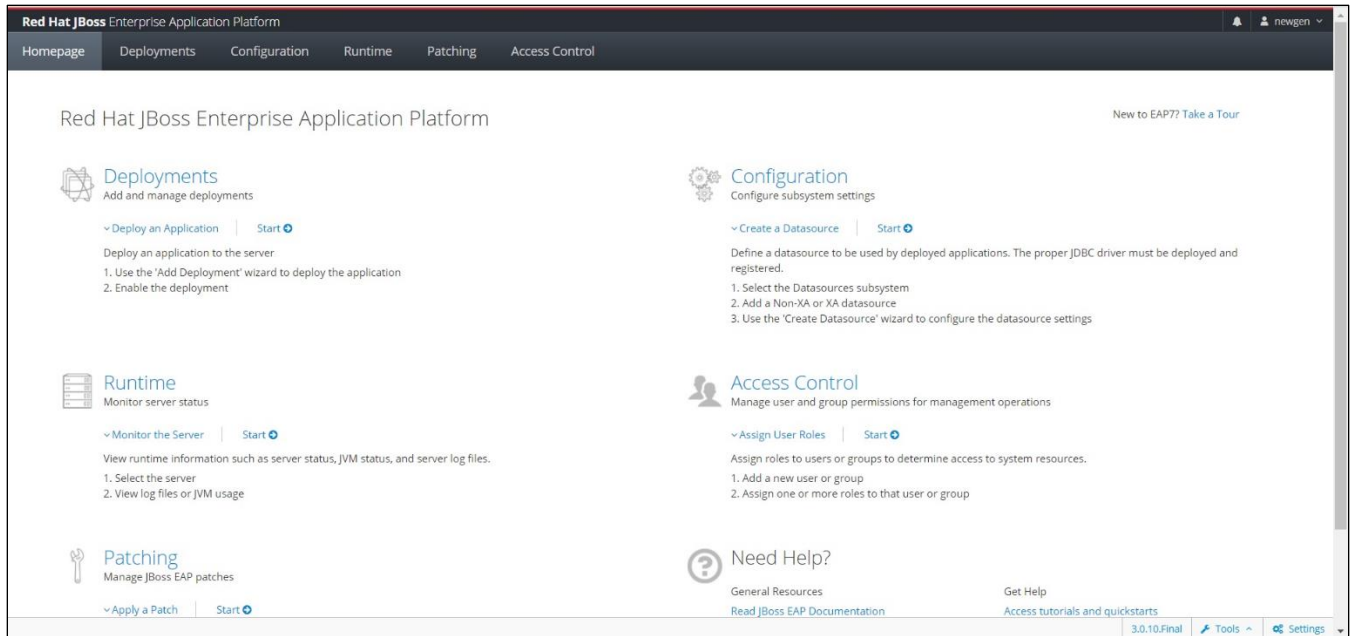 Red Hat JBoss Enterprise Application Platform
newgen
Homepage Deployments Configuration Runtime Patching Access Control
Red Hat JBoss Enterprise Application Platform
New to EAP7? Take a Tour
Deployments
Add and manage deployments
Deploy an Application Start
Deploy an application to the server
1. Use the 'Add Deployment' wizard to deploy the application
2. Enable the deployment
Configuration
Configure subsystem settings
Create a Datasource Start
Define a datasource to be used by deployed applications. The proper JDBC driver must be deployed and
registered.
1. Select the Datasources subsystem
2. Add a Non-XA or XA datasource
3. Use the 'Create Datasource' wizard to configure the datasource settings
Runtime
Monitor server status
Monitor the Server Start
View runtime information such as server status, JVM status, and server log files.
1. Select the server
2. View log files or JVM usage
Access Control
Manage user and group permissions for management operations
Assign User Roles Start
Assign roles to users or groups to determine access to system resources.
1. Add a new user or group
2. Assign one or more roles to that user or group
Patching
Manage JBoss EAP patches
Apply a Patch Start
Need Help?
General Resources
Read JBoss EAP Documentation
Get Help
Access tutorials and quickstarts
3.0.10.Final Tools Settings